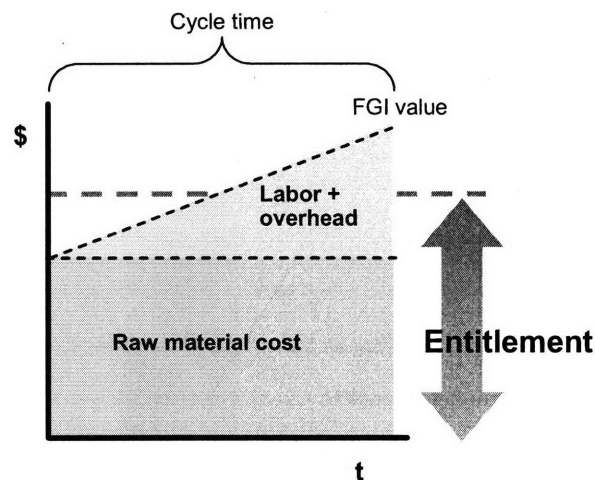 Cycle time
FGI value
$
Labor +
overhead
Raw material cost
Entitlement
t